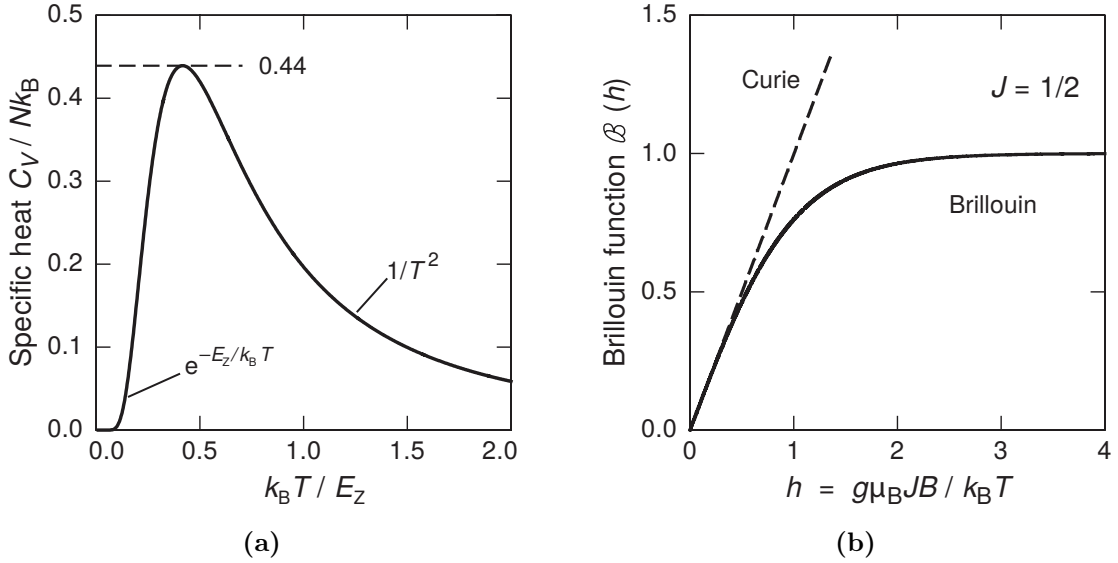 0.5
0.4
0.3
0.2
0.1
0.0
Specific heat C_V / Nk_B
0.44
1/T^2
e^{−E_Z/k_B T}
0.0 0.5 1.0 1.5 2.0
k_B T / E_Z
(a)
1.5
1.0
0.5
0.0
Brillouin function ℬ (h)
Curie
J = 1/2
Brillouin
0 1 2 3 4
h = gμ_B JB / k_B T
(b)